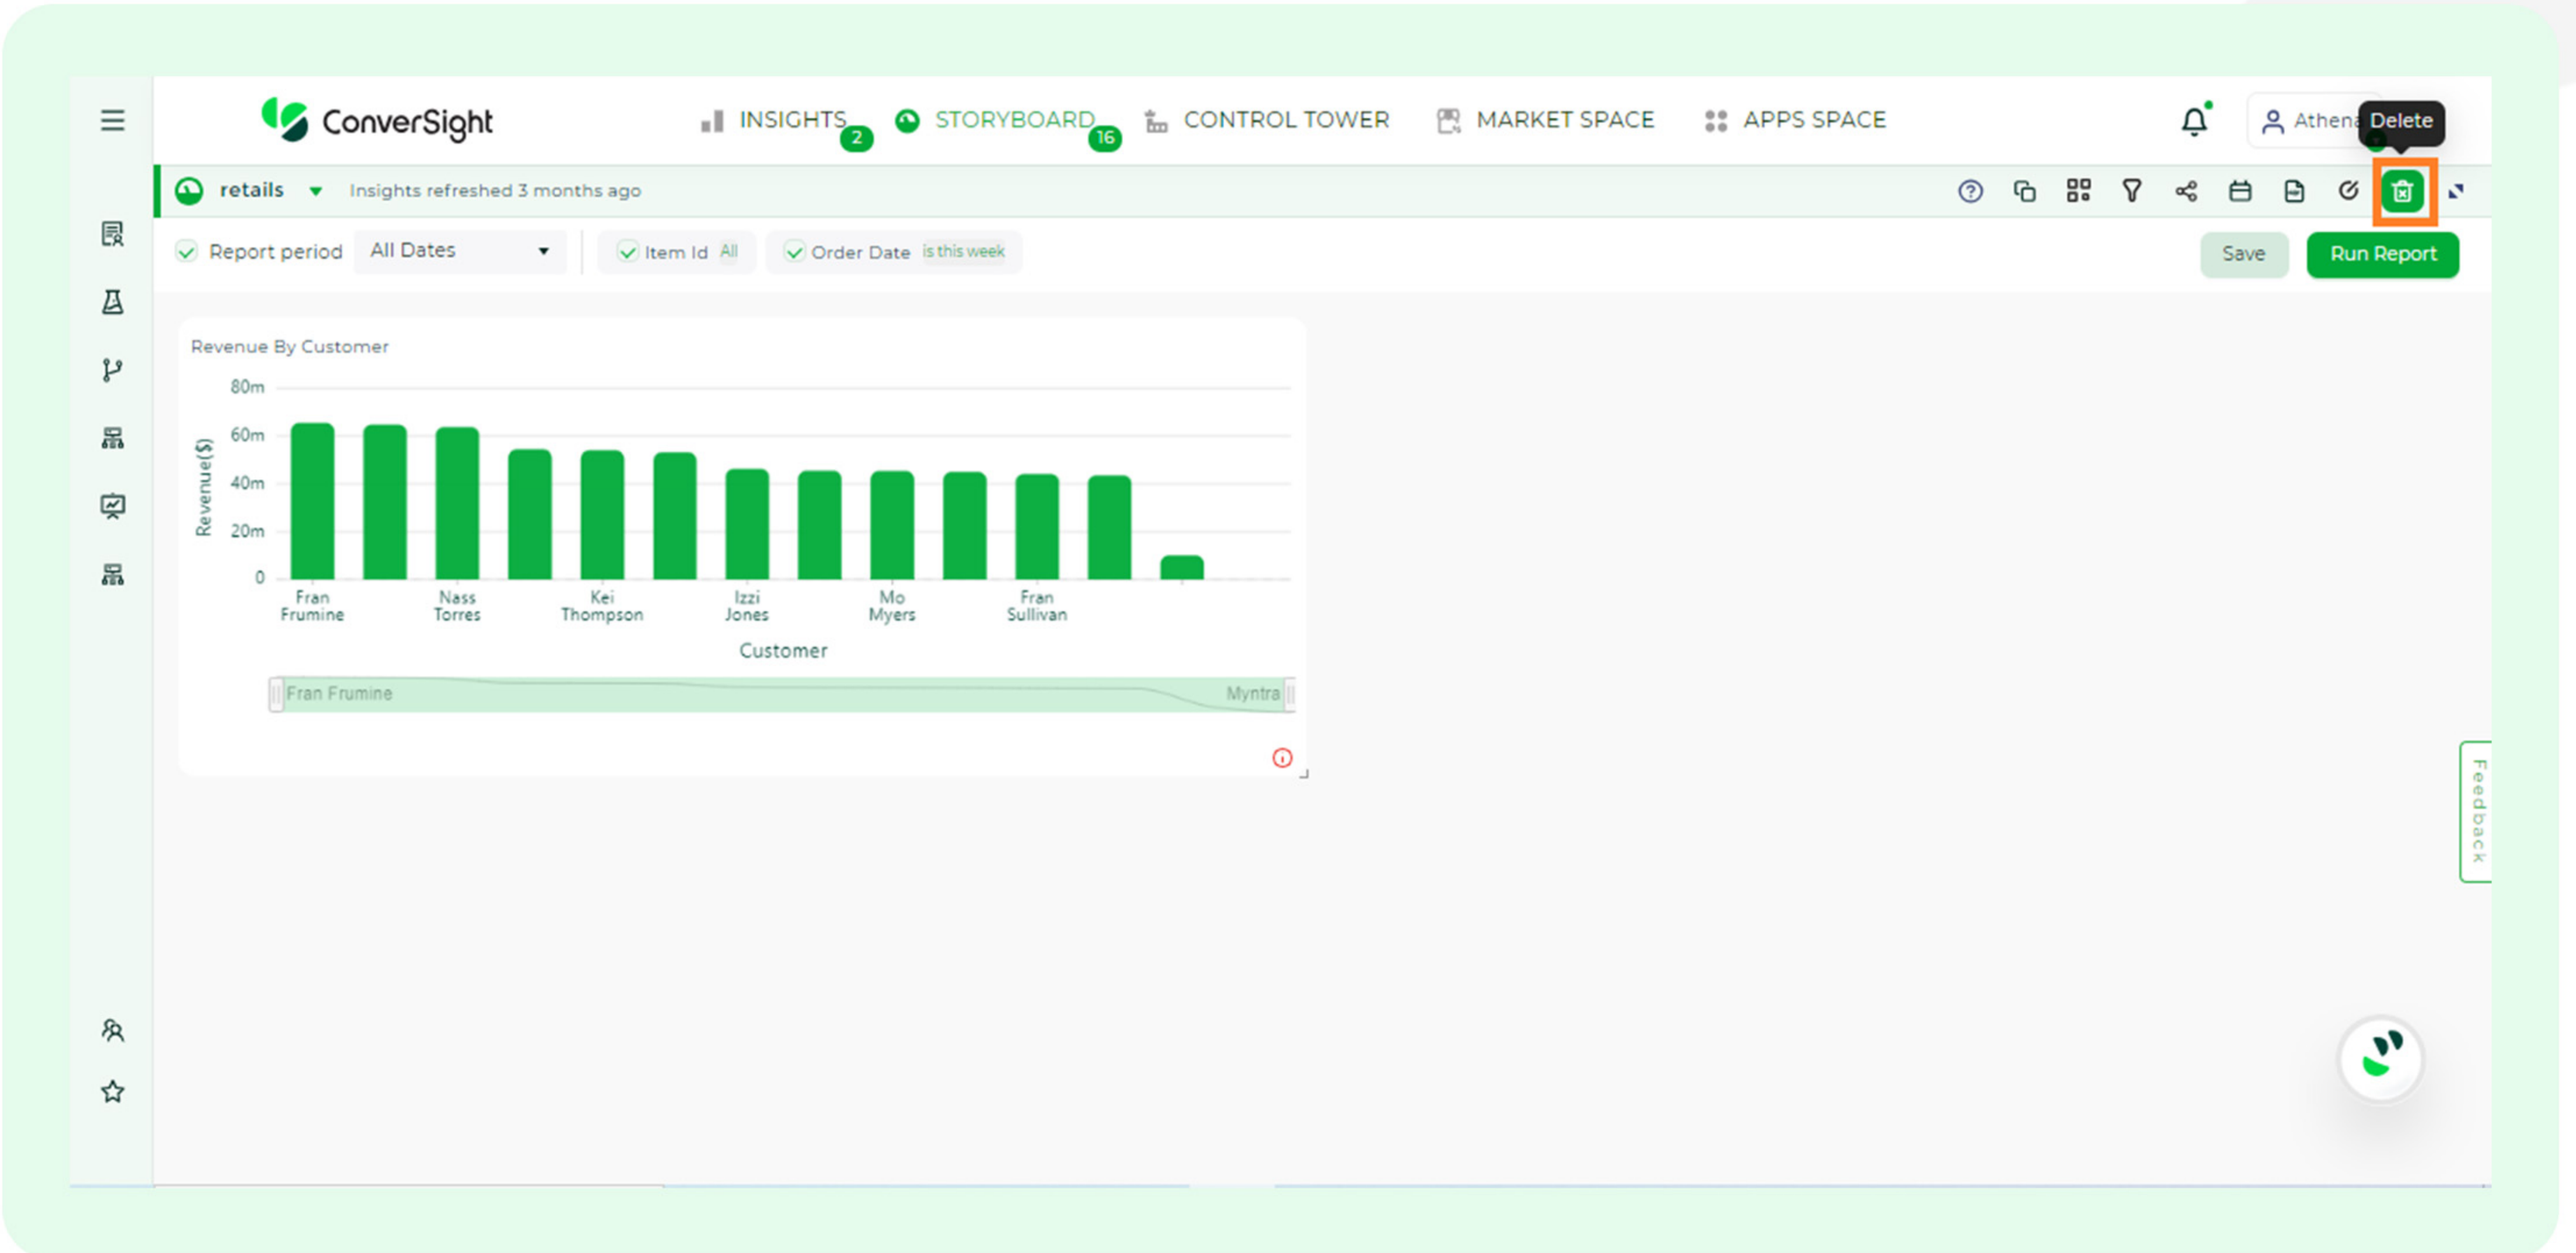 ConverSight
INSIGHTS 2
STORYBOARD 16
CONTROL TOWER
MARKET SPACE
APPS SPACE
Athena
Delete
retails
Insights refreshed 3 months ago
Report period
All Dates
Item Id All
Order Date is this week
Save
Run Report
Revenue By Customer
80m
60m
40m
20m
0
Revenue($)
Fran
Frumine
Nass
Torres
Kei
Thompson
Izzi
Jones
Mo
Myers
Fran
Sullivan
Customer
Fran Frumine
Myntra
Feedback